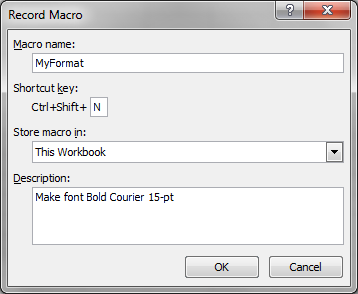 Record Macro
Macro name:
MyFormat
Shortcut key:
Ctrl+Shift+ N
Store macro in:
This Workbook
Description:
Make font Bold Courier 15-pt
OK Cancel